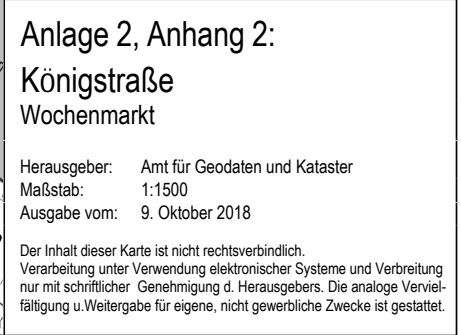 Anlage 2, Anhang 2:
Königstraße
Wochenmarkt
Herausgeber: Amt für Geodaten und Kataster
Maßstab: 1:1500
Ausgabe vom: 9. Oktober 2018
Der Inhalt dieser Karte ist nicht rechtsverbindlich.
Verarbeitung unter Verwendung elektronischer Systeme und Verbreitung
nur mit schriftlicher Genehmigung d. Herausgebers. Die analoge Verviel-
fältigung u.Weitergabe für eigene, nicht gewerbliche Zwecke ist gestattet.